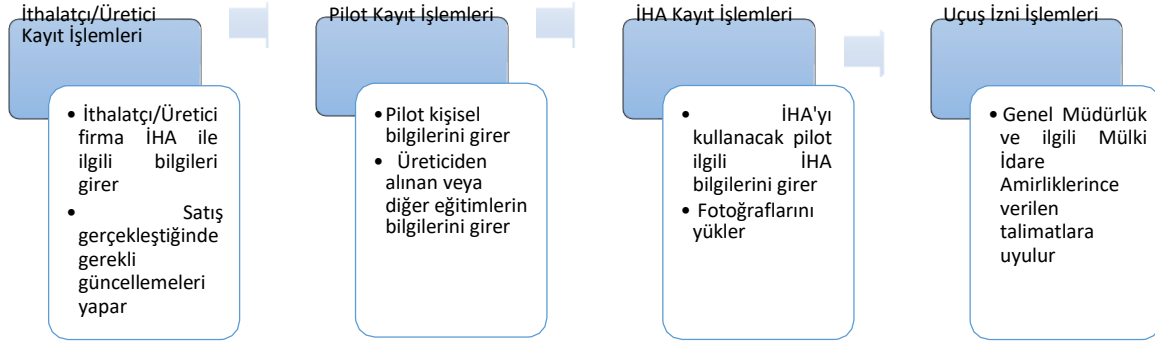 İthalatçı/Üretici
Kayıt İşlemleri
• İthalatçı/Üretici
firma İHA ile
ilgili bilgileri
girer
• Satış
gerçekleştiğinde
gerekli
güncellemeleri
yapar
Pilot Kayıt İşlemleri
•Pilot kişisel
bilgilerini girer
• Üreticiden
alınan veya
diğer eğitimlerin
bilgilerini girer
İHA Kayıt İşlemleri
• İHA'yı
kullanacak pilot
ilgili İHA
bilgilerini girer
• Fotoğraflarını
yükler
Uçuş İzni İşlemleri
•Genel Müdürlük
ve ilgili Mülki
İdare
Amirliklerince
verilen
talimatlara
uyulur